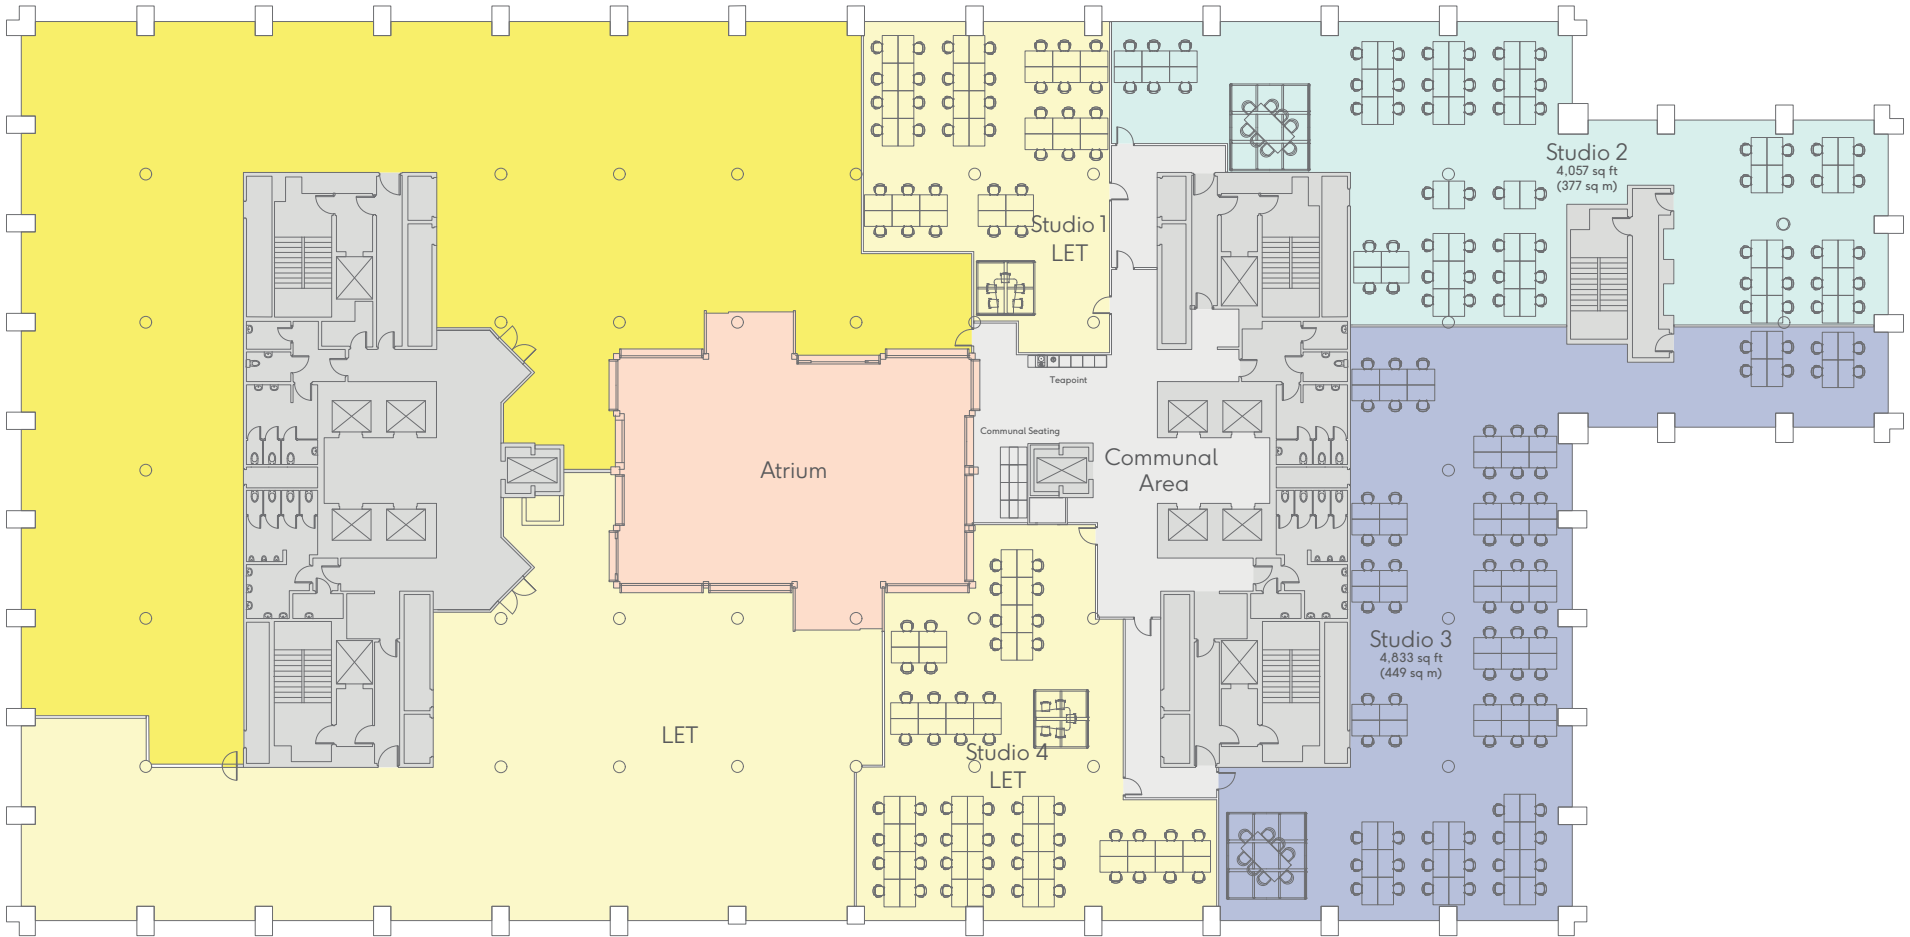 Studio 1
LET
Studio 2
4,057 sq ft
(377 sq m)
Teapoint
Communal Seating
Atrium
Communal
Area
Studio 3
4,833 sq ft
(449 sq m)
LET
Studio 4
LET